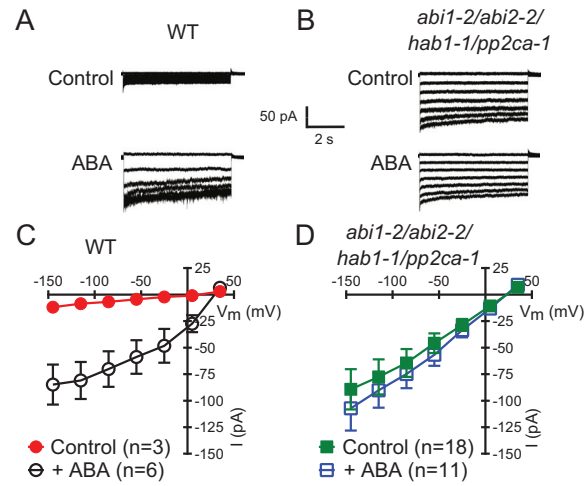 A
WT
Control
ABA
50 pA
2 s
B
abi1-2/abi2-2/
hab1-1/pp2ca-1
Control
ABA
C
WT
-150 -100 -50 50
25
Vm (mV)
-25
-50
-75
-100
-125
-150
I (pA)
Control (n=3)
+ ABA (n=6)
D
abi1-2/abi2-2/
hab1-1/pp2ca-1
-150 -100 -50 50
25
Vm (mV)
-25
-50
-75
-100
-125
-150
I (pA)
Control (n=18)
+ ABA (n=11)